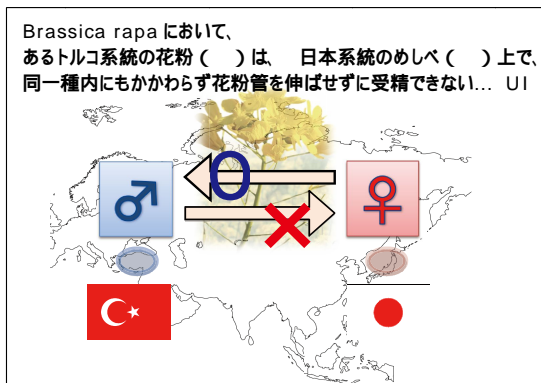 Brassica rapa において、
あるトルコ系統の花粉（　）は、　日本系統のめしべ（　）上で、
同一種内にもかかわらず花粉管を伸ばせずに受精できない… UI
♂
♀